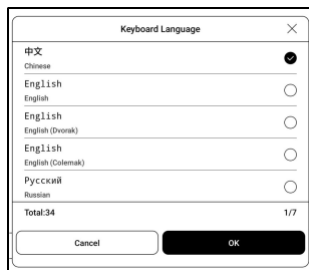 Keyboard Language
中文
Chinese
English
English
English
English (Dvorak)
English
English (Colemak)
Русский
Russian
Total:34 1/7
Cancel OK